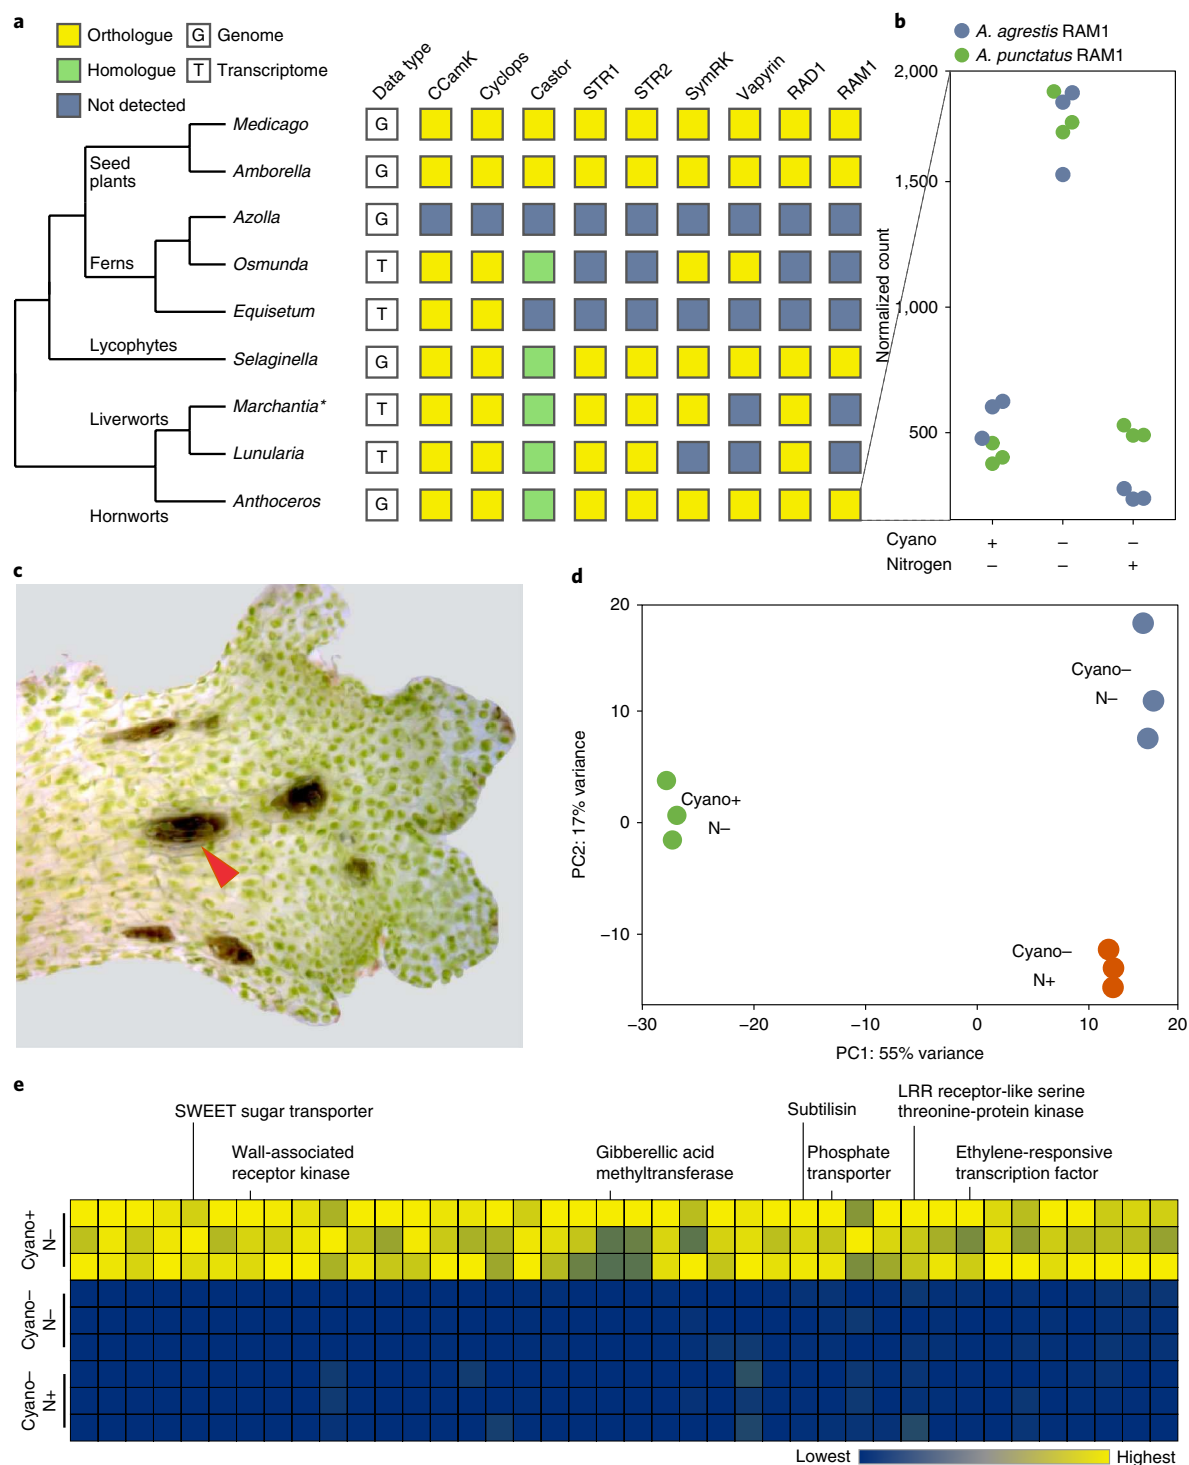 a
Orthologue
G Genome
Homologue
T Transcriptome
Not detected
Data type
CCamK
Cyclops
Castor
STR1
STR2
SymRK
Vapyrin
RAD1
RAM1
Medicago
G
Seed
plants
Amborella
G
Azolla
G
Ferns
Osmunda
T
Equisetum
T
Lycophytes
Selaginella
G
Liverworts
Marchantia*
T
Lunularia
T
Anthoceros
G
Hornworts
b
A. agrestis RAM1
A. punctatus RAM1
2,000
1,500
1,000
500
Normalized count
Cyano + – –
Nitrogen – – +
c
d
20
10
0
–10
PC2: 17% variance
Cyano–
N–
Cyano+
N–
Cyano–
N+
–30 –20 –10 0 10 20
PC1: 55% variance
e
SWEET sugar transporter
Wall-associated
receptor kinase
Gibberellic acid
methyltransferase
Subtilisin
Phosphate
transporter
LRR receptor-like serine
threonine-protein kinase
Ethylene-responsive
transcription factor
Cyano+
N–
Cyano–
N–
Cyano–
N+
Lowest Highest